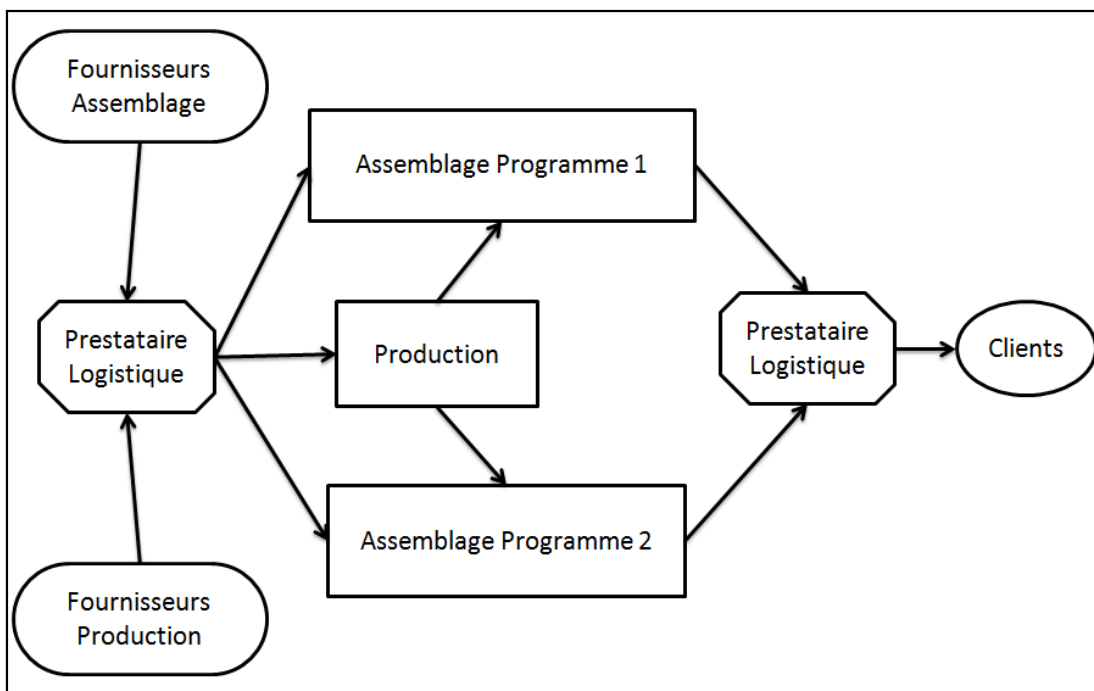 Fournisseurs
Assemblage
Assemblage Programme 1
Prestataire
Logistique
Production
Prestataire
Logistique
Clients
Assemblage Programme 2
Fournisseurs
Production